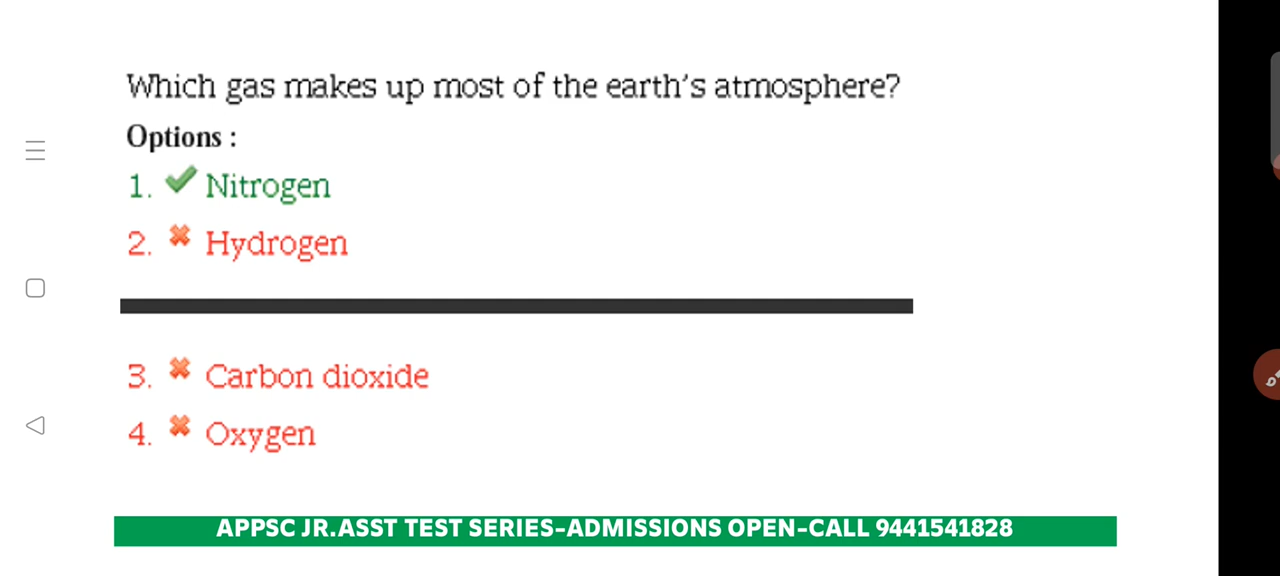 Which gas makes up most of the earth's atmosphere?
Options :
1. ✔ Nitrogen
2. ✖ Hydrogen
3. ✖ Carbon dioxide
4. ✖ Oxygen
APPSC JR.ASST TEST SERIES-ADMISSIONS OPEN-CALL 9441541828